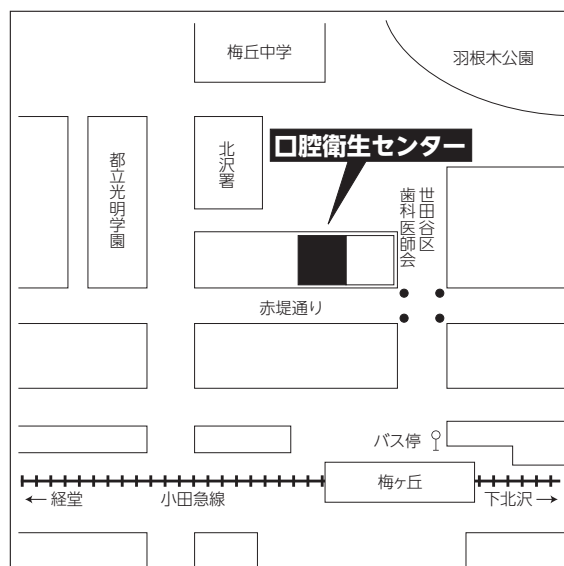 梅丘中学
羽根木公園
都立光明学園
北沢署
口腔衛生センター
世田谷区
歯科医師会
赤堤通り
バス停
梅ヶ丘
← 経堂
小田急線
下北沢 →